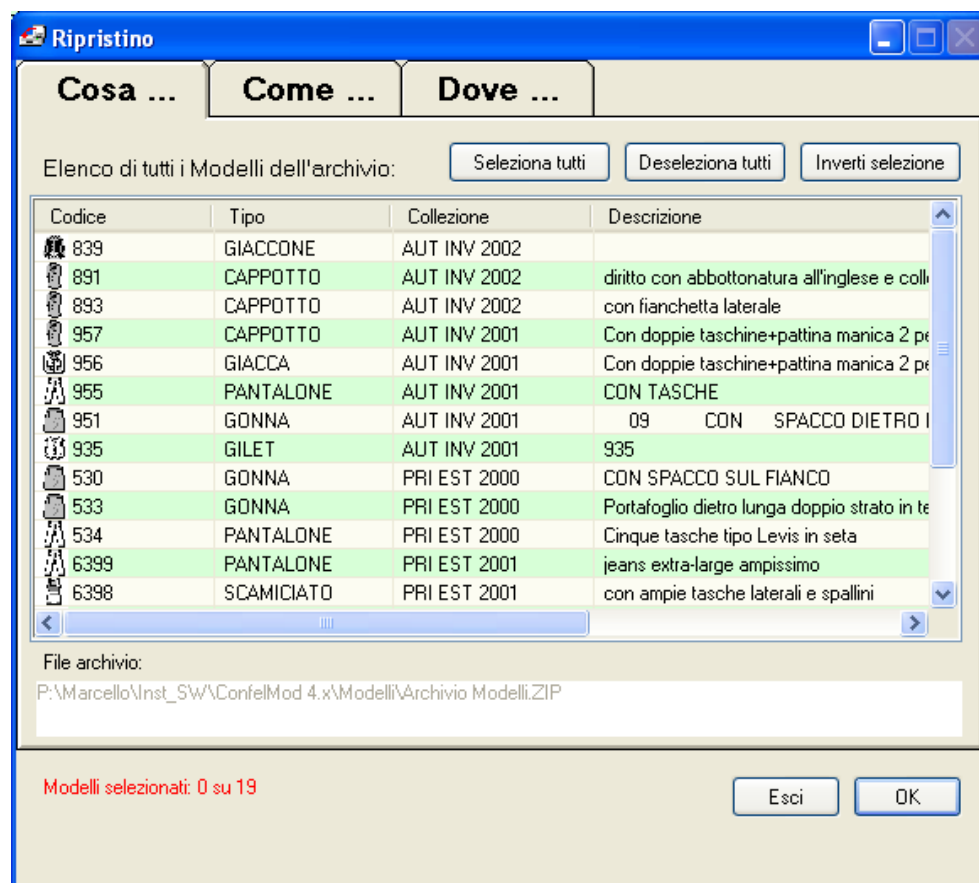 Ripristino
Cosa ... Come ... Dove ...
Elenco di tutti i Modelli dell'archivio: Seleziona tutti Deseleziona tutti Inverti selezione
Codice Tipo Collezione Descrizione
839 GIACCONE AUT INV 2002
891 CAPPOTTO AUT INV 2002 diritto con abbottonatura all'inglese e
893 CAPPOTTO AUT INV 2002 con fianchetta laterale
957 CAPPOTTO AUT INV 2001 Con doppie taschine+pattina manica 2
956 GIACCA AUT INV 2001 Con doppie taschine+pattina manica 2
955 PANTALONE AUT INV 2001 CON TASCHE
951 GONNA AUT INV 2001 09 CON SPACCO DIETRO
935 GILET AUT INV 2001 935
530 GONNA PRI EST 2000 CON SPACCO SUL FIANCO
533 GONNA PRI EST 2000 Portafoglio dietro lunga doppio strato in
534 PANTALONE PRI EST 2000 Cinque tasche tipo Levis in seta
6399 PANTALONE PRI EST 2001 jeans extra-large ampissimo
6398 SCAMICIATO PRI EST 2001 con ampie tasche laterali e spallini
File archivio:
P:\Marcello\Inst_SW\ConfelMod 4.x\Modelli\Archivio Modelli.ZIP
Modelli selezionati: 0 su 19 Esci OK